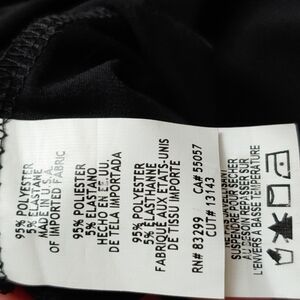 95% POLYESTER
5% ELASTANE
MADE IN U.S.A.
OF IMPORTED FABRIC
95% POLYESTER
5% ELASTANO
HECHO EN EE.UU.
DE TELA IMPORTADA
95% POLYESTER
5% ELASTHANNE
FABRIQUE AUX ETATS-UNIS
DE TISSU IMPORTE
RN# 83299 CA# 55057
CUT# 13143
SUSPENDRE POUR SECHER
AU BESOIN REPASSER SUR
L'ENVERS A BASSE TEMPERATURE